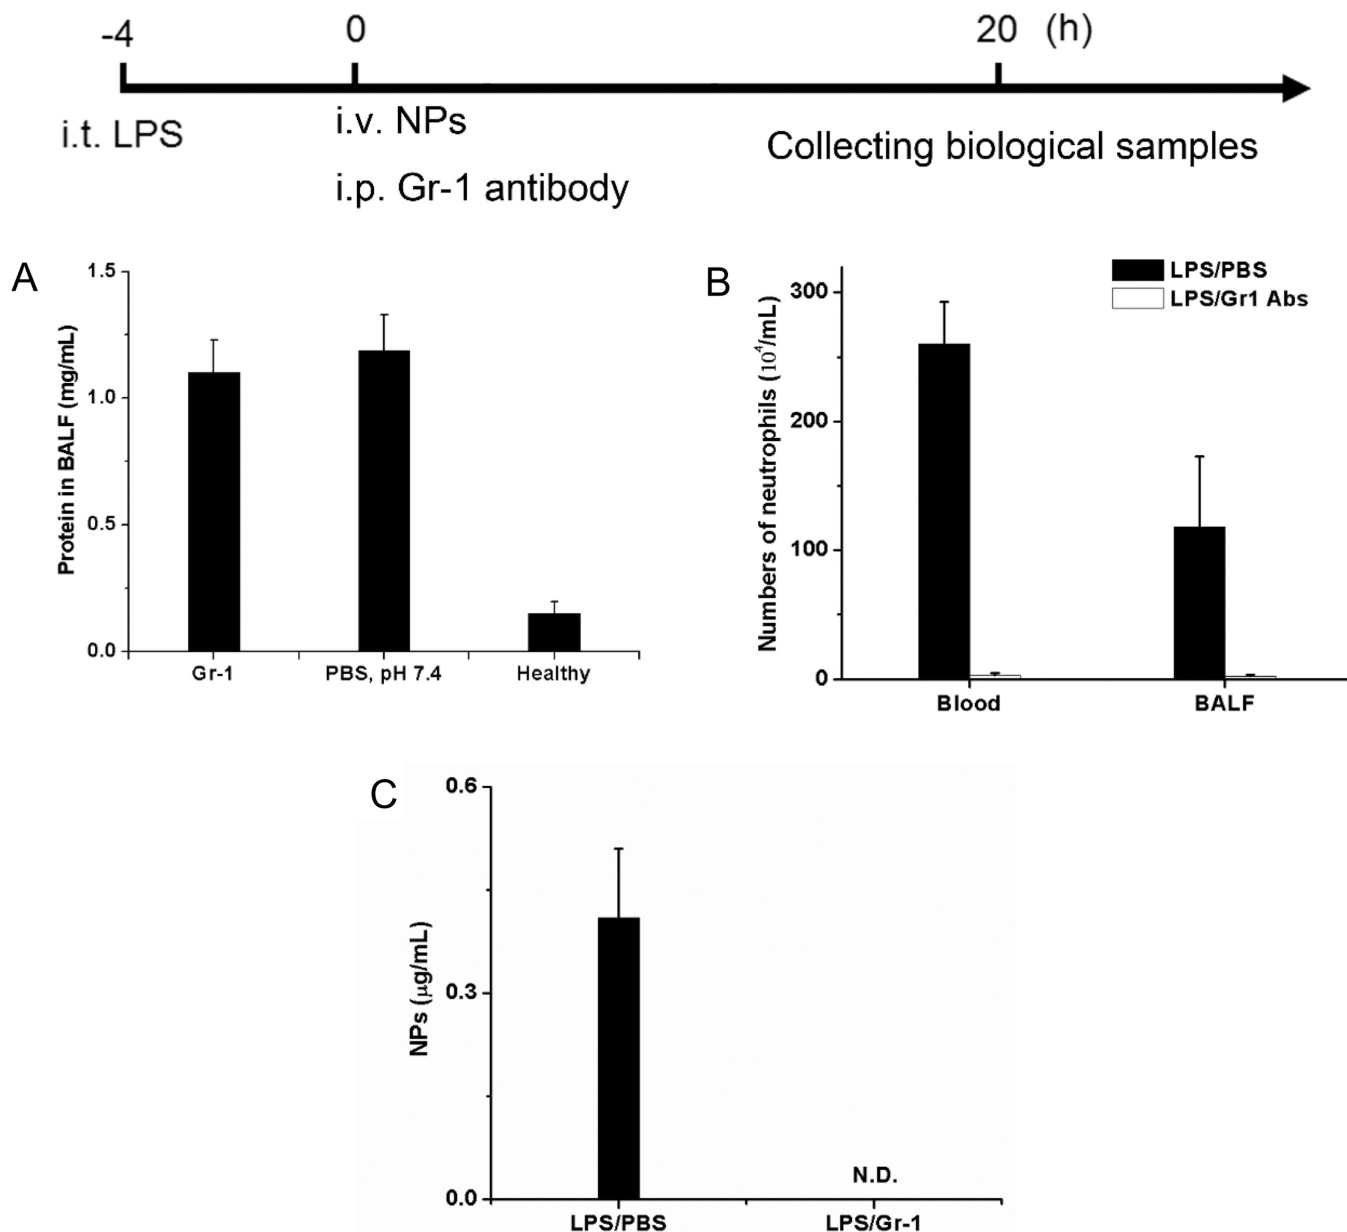 -4 0 20 (h)
i.t. LPS
i.v. NPs
i.p. Gr-1 antibody
Collecting biological samples
A
Protein in BALF (mg/mL)
1.5
1.0
0.5
0.0
Gr-1 PBS, pH 7.4 Healthy
B
LPS/PBS
LPS/Gr1 Abs
Numbers of neutrophils (10⁴/mL)
300
200
100
0
Blood BALF
C
NPs (µg/mL)
0.6
0.3
0.0
N.D.
LPS/PBS LPS/Gr-1